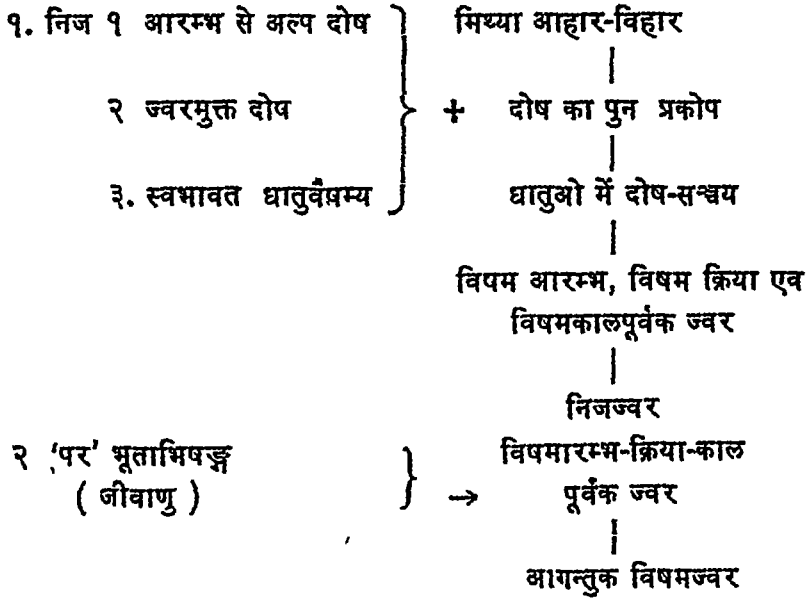 १. निज १ आरम्भ से अल्प दोष } मिथ्या आहार-विहार
२ ज्वरमुक्त दोष + दोष का पुन प्रकोप
३. स्वभावत धातुवैषम्य धातुओ में दोष-सञ्चय
विषम आरम्भ, विषम क्रिया एव
विषमकालपूर्वक ज्वर
निजज्वर
२ 'पर' भूताभिषङ्ग } विषमारम्भ-क्रिया-काल
( जीवाणु ) → पूर्वक ज्वर
आगन्तुक विषमज्वर